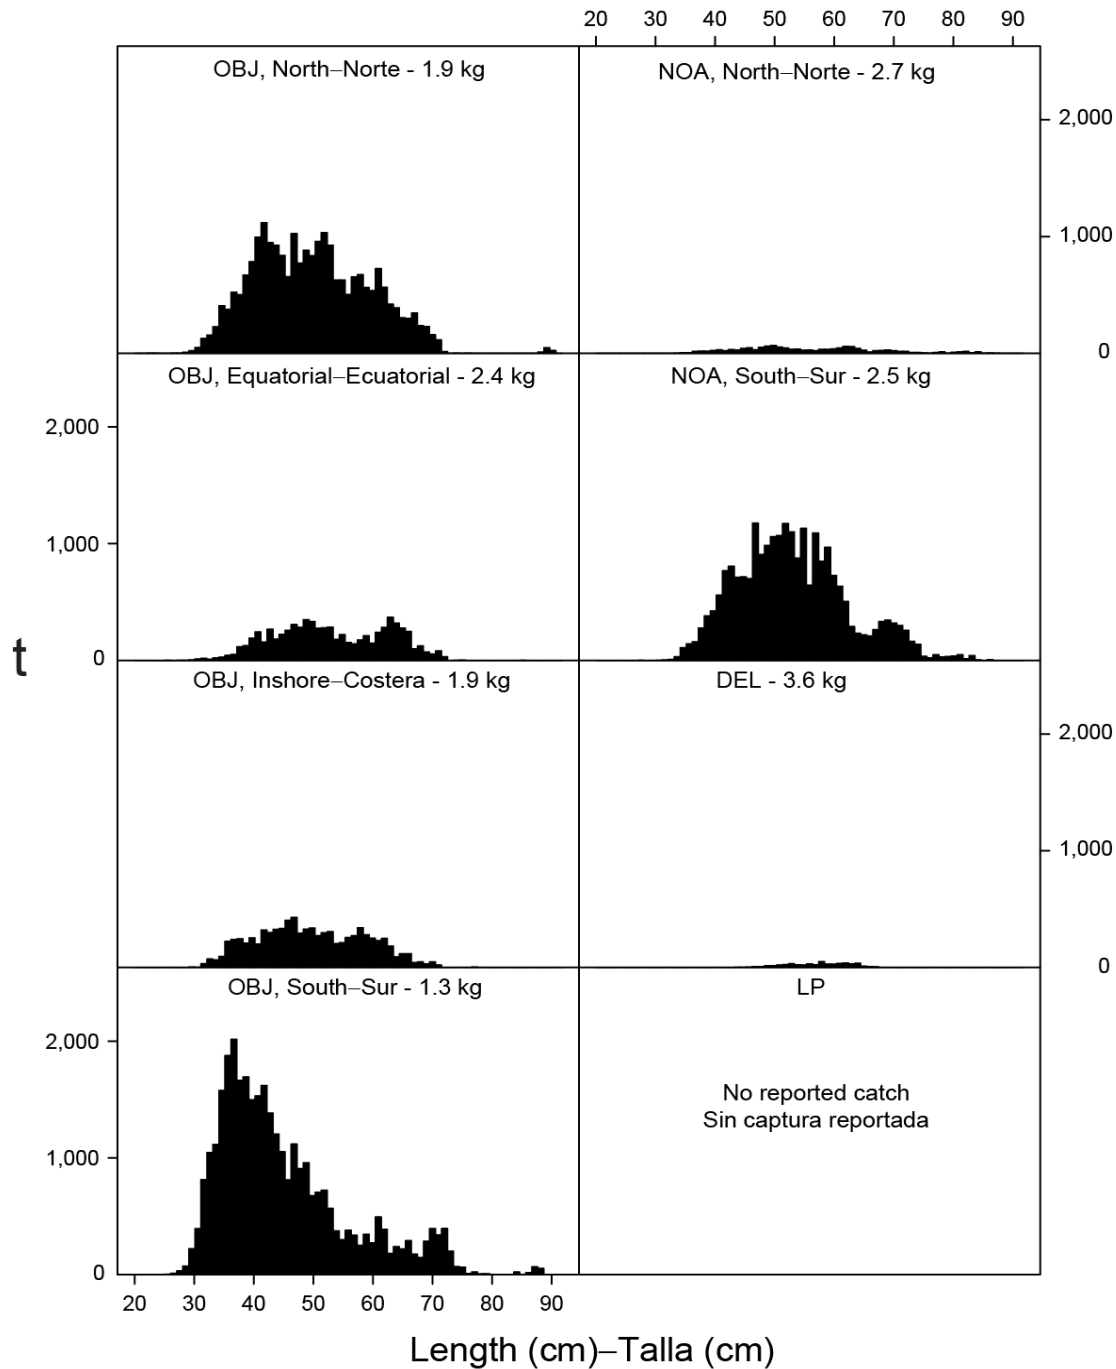 20 30 40 50 60 70 80 90
OBJ, North–Norte - 1.9 kg
NOA, North–Norte - 2.7 kg
2,000
1,000
0
OBJ, Equatorial–Ecuatorial - 2.4 kg
NOA, South–Sur - 2.5 kg
2,000
1,000
0
t
OBJ, Inshore–Costera - 1.9 kg
DEL - 3.6 kg
2,000
1,000
0
OBJ, South–Sur - 1.3 kg
LP
2,000
1,000
0
No reported catch
Sin captura reportada
20 30 40 50 60 70 80 90
Length (cm)–Talla (cm)